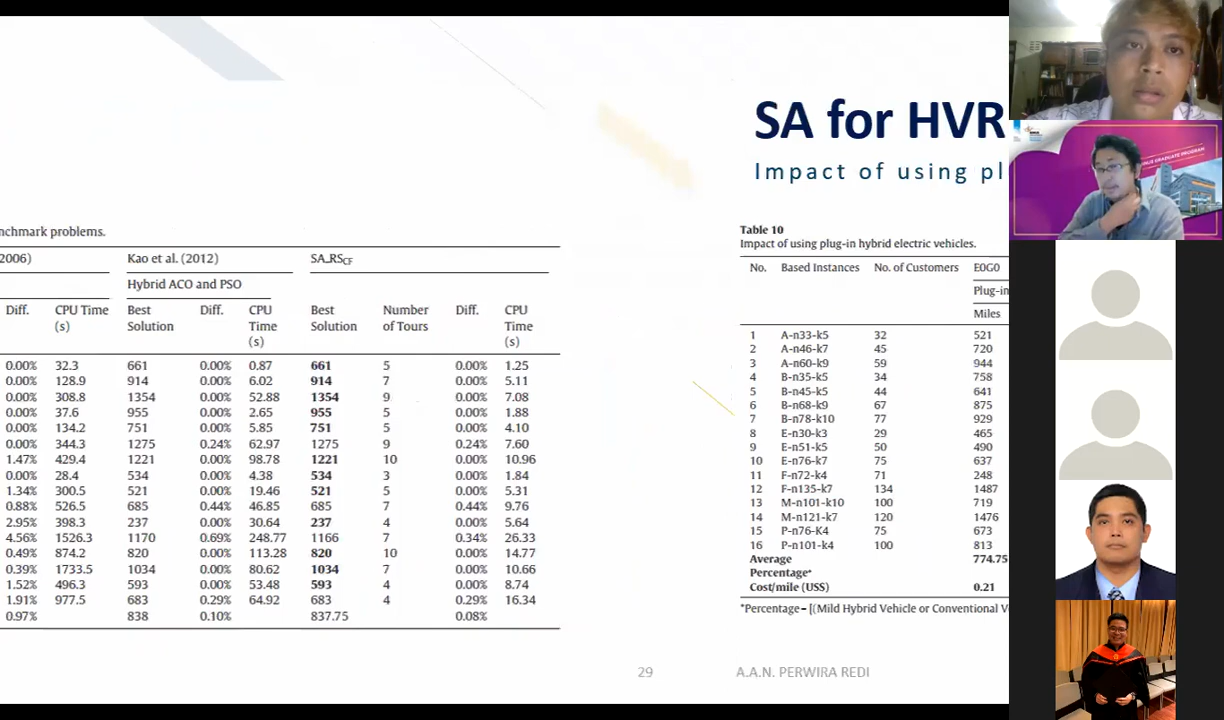 SA for HVR
Impact of using pl
nchmark problems.
2006) Kao et al. (2012) SA_RSCF
Hybrid ACO and PSO
Diff. CPU Time (s) Best Solution Diff. CPU Time (s) Best Solution Number of Tours Diff. CPU Time (s)
0.00% 32.3 661 0.00% 0.87 661 5 0.00% 1.25
0.00% 128.9 914 0.00% 6.02 914 7 0.00% 5.11
0.00% 308.8 1354 0.00% 52.88 1354 9 0.00% 7.08
0.00% 37.6 955 0.00% 2.65 955 5 0.00% 1.88
0.00% 134.2 751 0.00% 5.85 751 5 0.00% 4.10
0.00% 344.3 1275 0.24% 62.97 1275 9 0.24% 7.60
1.47% 429.4 1221 0.00% 98.78 1221 10 0.00% 10.96
0.00% 28.4 534 0.00% 4.38 534 3 0.00% 1.84
1.34% 300.5 521 0.00% 19.46 521 5 0.00% 5.31
0.88% 526.5 685 0.44% 46.85 685 7 0.44% 9.76
2.95% 398.3 237 0.00% 30.64 237 4 0.00% 5.64
4.56% 1526.3 1170 0.69% 248.77 1166 7 0.34% 26.33
0.49% 874.2 820 0.00% 113.28 820 10 0.00% 14.77
0.39% 1733.5 1034 0.00% 80.62 1034 7 0.00% 10.66
1.52% 496.3 593 0.00% 53.48 593 4 0.00% 8.74
1.91% 977.5 683 0.29% 64.92 683 4 0.29% 16.34
0.97% 838 0.10% 837.75 0.08%
Table 10
Impact of using plug-in hybrid electric vehicles.
No. Based Instances No. of Customers E0G0
Plug-in
Miles
1 A-n33-k5 32 521
2 A-n46-k7 45 720
3 A-n60-k9 59 944
4 B-n35-k5 34 758
5 B-n45-k5 44 641
6 B-n68-k9 67 875
7 B-n78-k10 77 929
8 E-n30-k3 29 465
9 E-n51-k5 50 490
10 E-n76-k7 75 637
11 F-n72-k4 71 248
12 F-n135-k7 134 1487
13 M-n101-k10 100 719
14 M-n121-k7 120 1476
15 P-n76-K4 75 673
16 P-n101-k4 100 813
Average 774.75
Percentage*
Cost/mile (US$) 0.21
*Percentage = [(Mild Hybrid Vehicle or Conventional V
29 A.A.N. PERWIRA REDI
GRADUATE PROGRAM